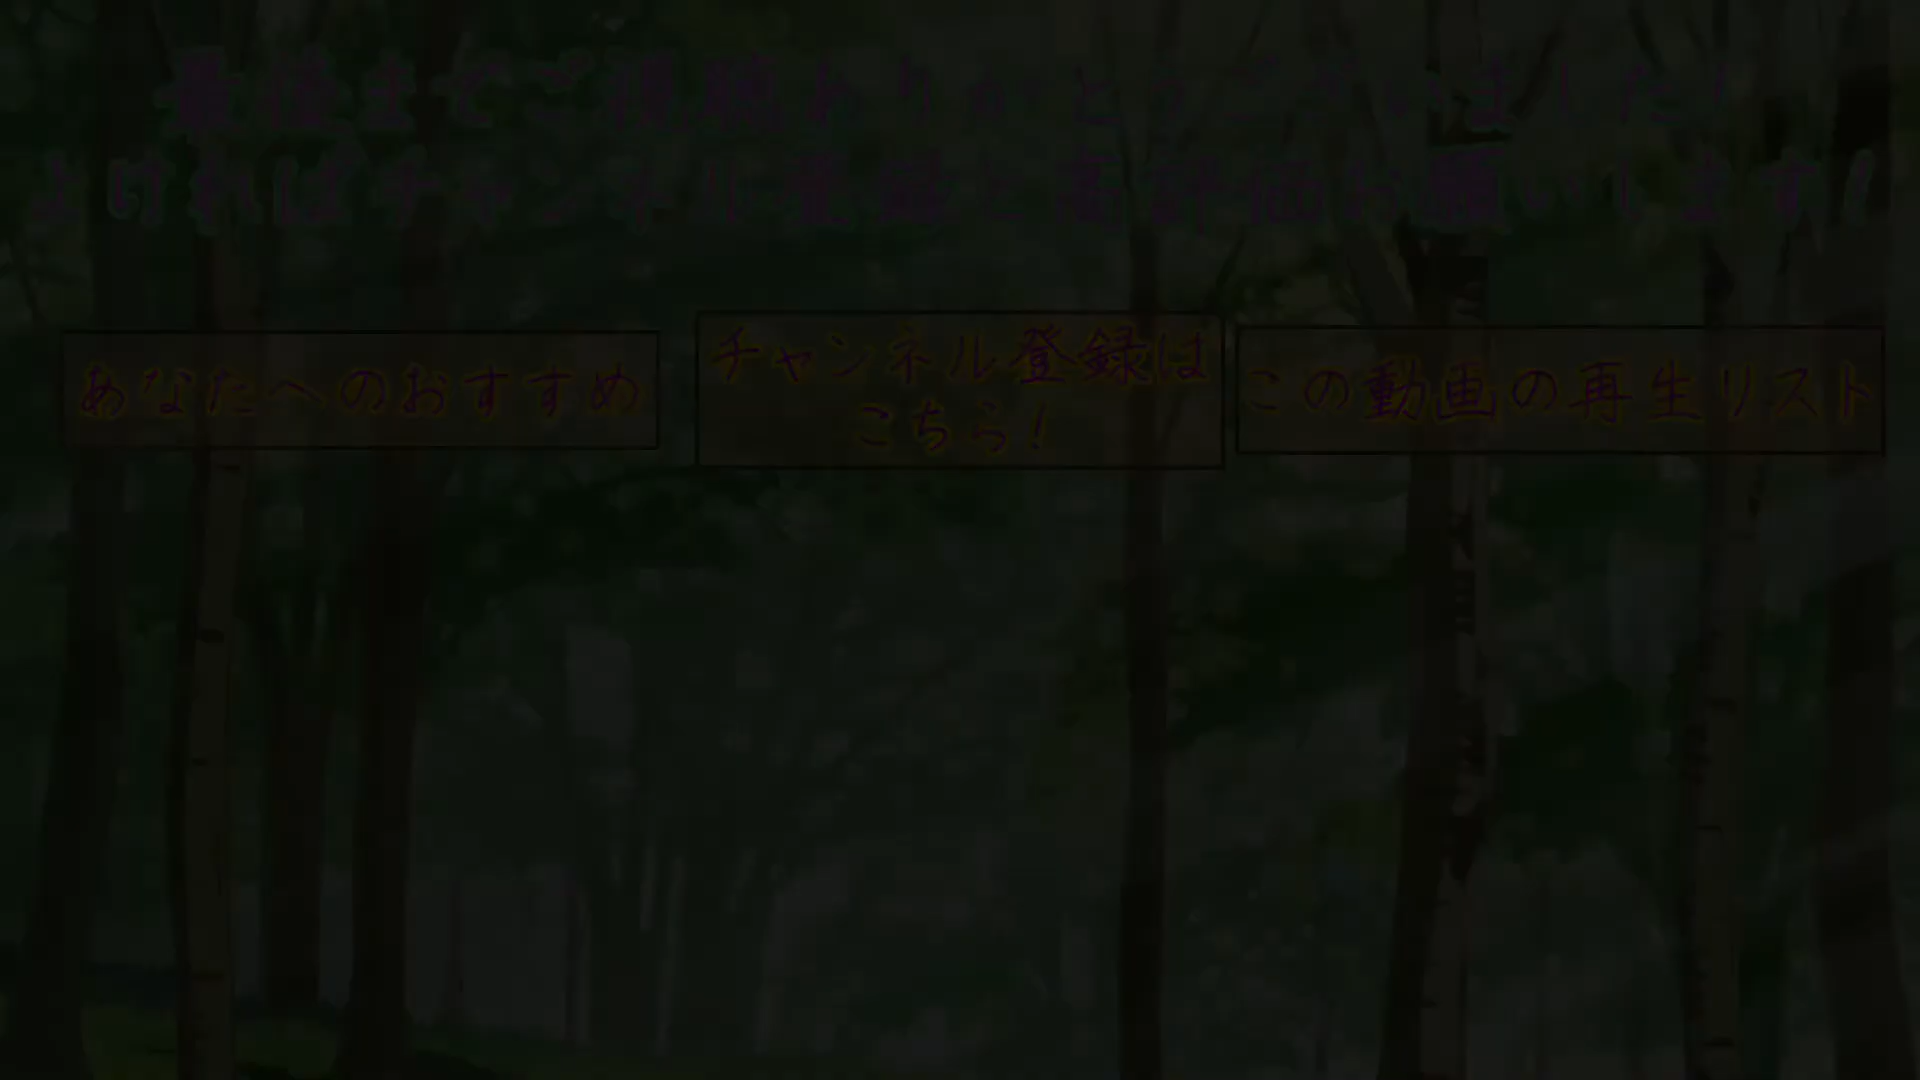 最後までご視聴ありがとうございました！
よければチャンネル登録と高評価お願いします！
あなたへのおすすめ
チャンネル登録は
こちら！
この動画の再生リスト